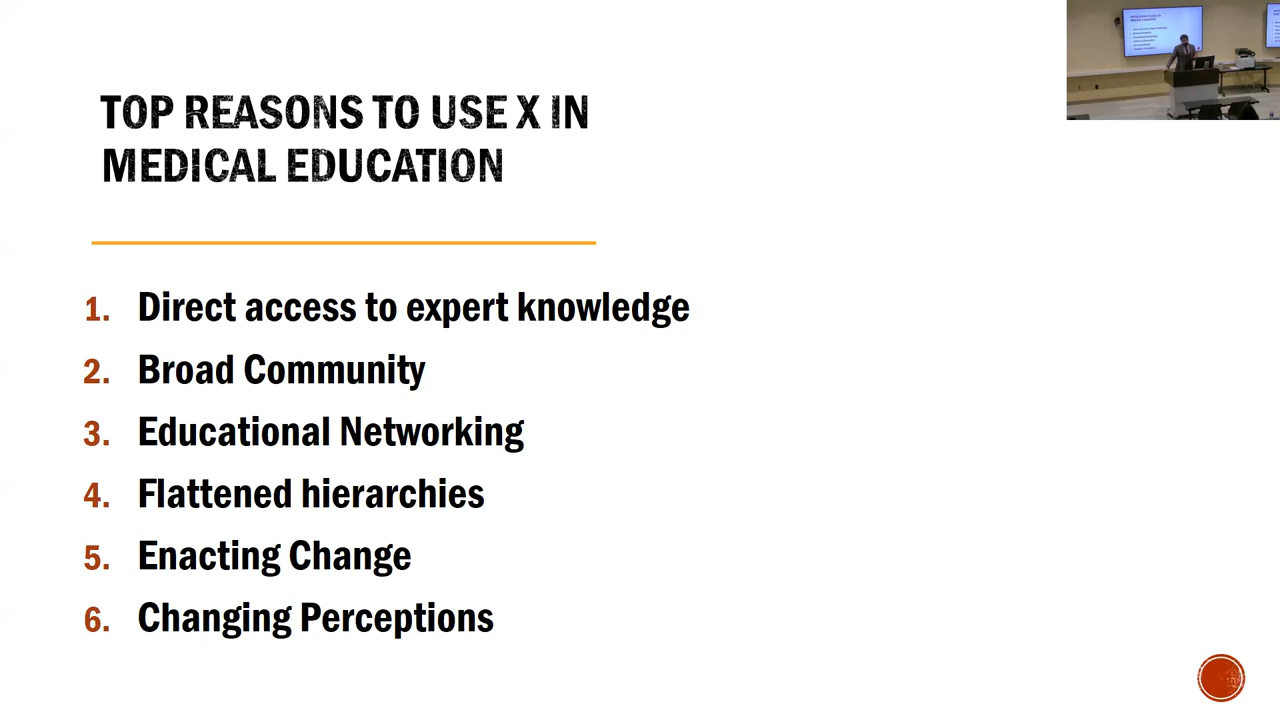 TOP REASONS TO USE X IN
MEDICAL EDUCATION
1. Direct access to expert knowledge
2. Broad Community
3. Educational Networking
4. Flattened hierarchies
5. Enacting Change
6. Changing Perceptions